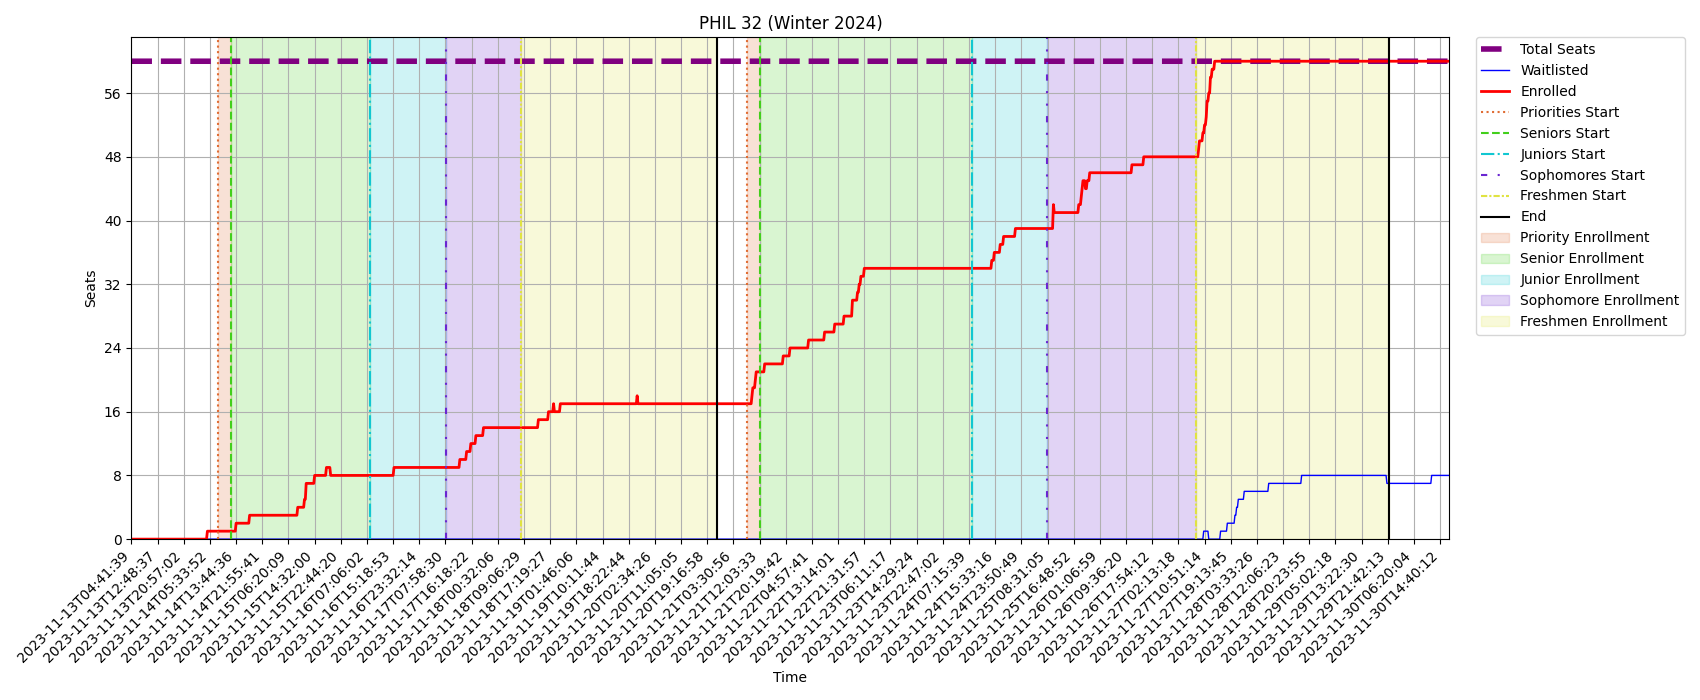 PHIL 32 (Winter 2024)
Seats
56
48
40
32
24
16
8
0
2023-11-13T04:41:39
2023-11-13T12:48:37
2023-11-13T20:57:02
2023-11-14T05:33:52
2023-11-14T13:44:36
2023-11-14T21:55:41
2023-11-15T06:20:09
2023-11-15T14:32:00
2023-11-15T22:44:20
2023-11-16T07:06:02
2023-11-16T15:18:53
2023-11-16T23:32:14
2023-11-17T07:58:30
2023-11-17T16:18:22
2023-11-18T00:32:06
2023-11-18T09:06:29
2023-11-18T17:19:27
2023-11-19T01:46:06
2023-11-19T10:11:44
2023-11-19T18:22:44
2023-11-20T02:34:26
2023-11-20T11:05:05
2023-11-20T19:16:58
2023-11-21T03:30:56
2023-11-21T12:03:33
2023-11-21T20:19:42
2023-11-22T04:57:41
2023-11-22T13:14:01
2023-11-22T21:31:57
2023-11-23T06:11:17
2023-11-23T14:29:24
2023-11-23T22:47:02
2023-11-24T07:15:39
2023-11-24T15:33:16
2023-11-24T23:50:49
2023-11-25T08:31:05
2023-11-25T16:48:52
2023-11-26T01:06:59
2023-11-26T09:36:20
2023-11-26T17:54:12
2023-11-27T02:13:18
2023-11-27T10:51:14
2023-11-27T19:13:45
2023-11-28T03:33:26
2023-11-28T12:06:23
2023-11-28T20:23:55
2023-11-29T05:02:18
2023-11-29T13:22:30
2023-11-29T21:42:13
2023-11-30T06:20:04
2023-11-30T14:40:12
Time
Total Seats
Waitlisted
Enrolled
Priorities Start
Seniors Start
Juniors Start
Sophomores Start
Freshmen Start
End
Priority Enrollment
Senior Enrollment
Junior Enrollment
Sophomore Enrollment
Freshmen Enrollment